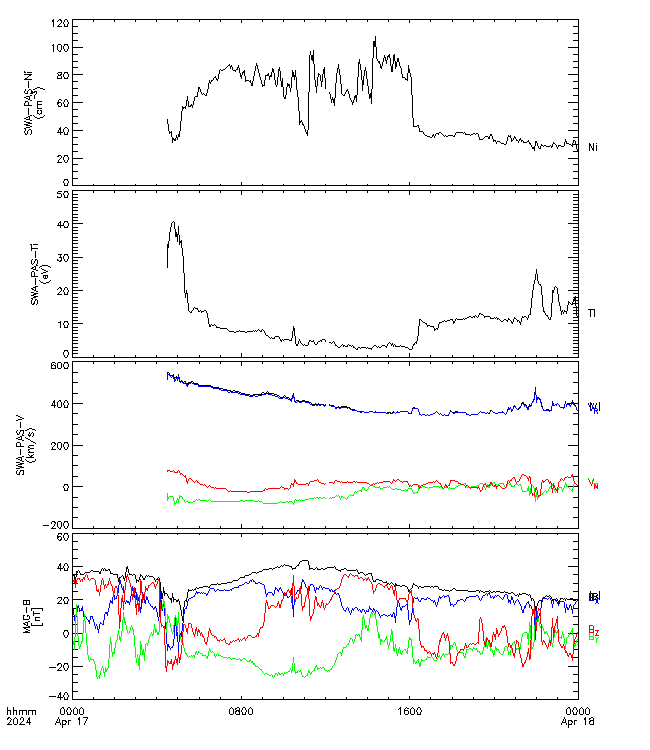 120
100
80
60
40
20
0
SWA-PAS-Ni
(cm⁻³)
Ni
50
40
30
20
10
0
SWA-PAS-Ti
(eV)
Ti
600
400
200
0
-200
SWA-PAS-V
(km/s)
60
40
20
0
-20
-40
MAG-B
[nT]
hhmm
2024
0000
Apr 17
0800
1600
0000
Apr 18